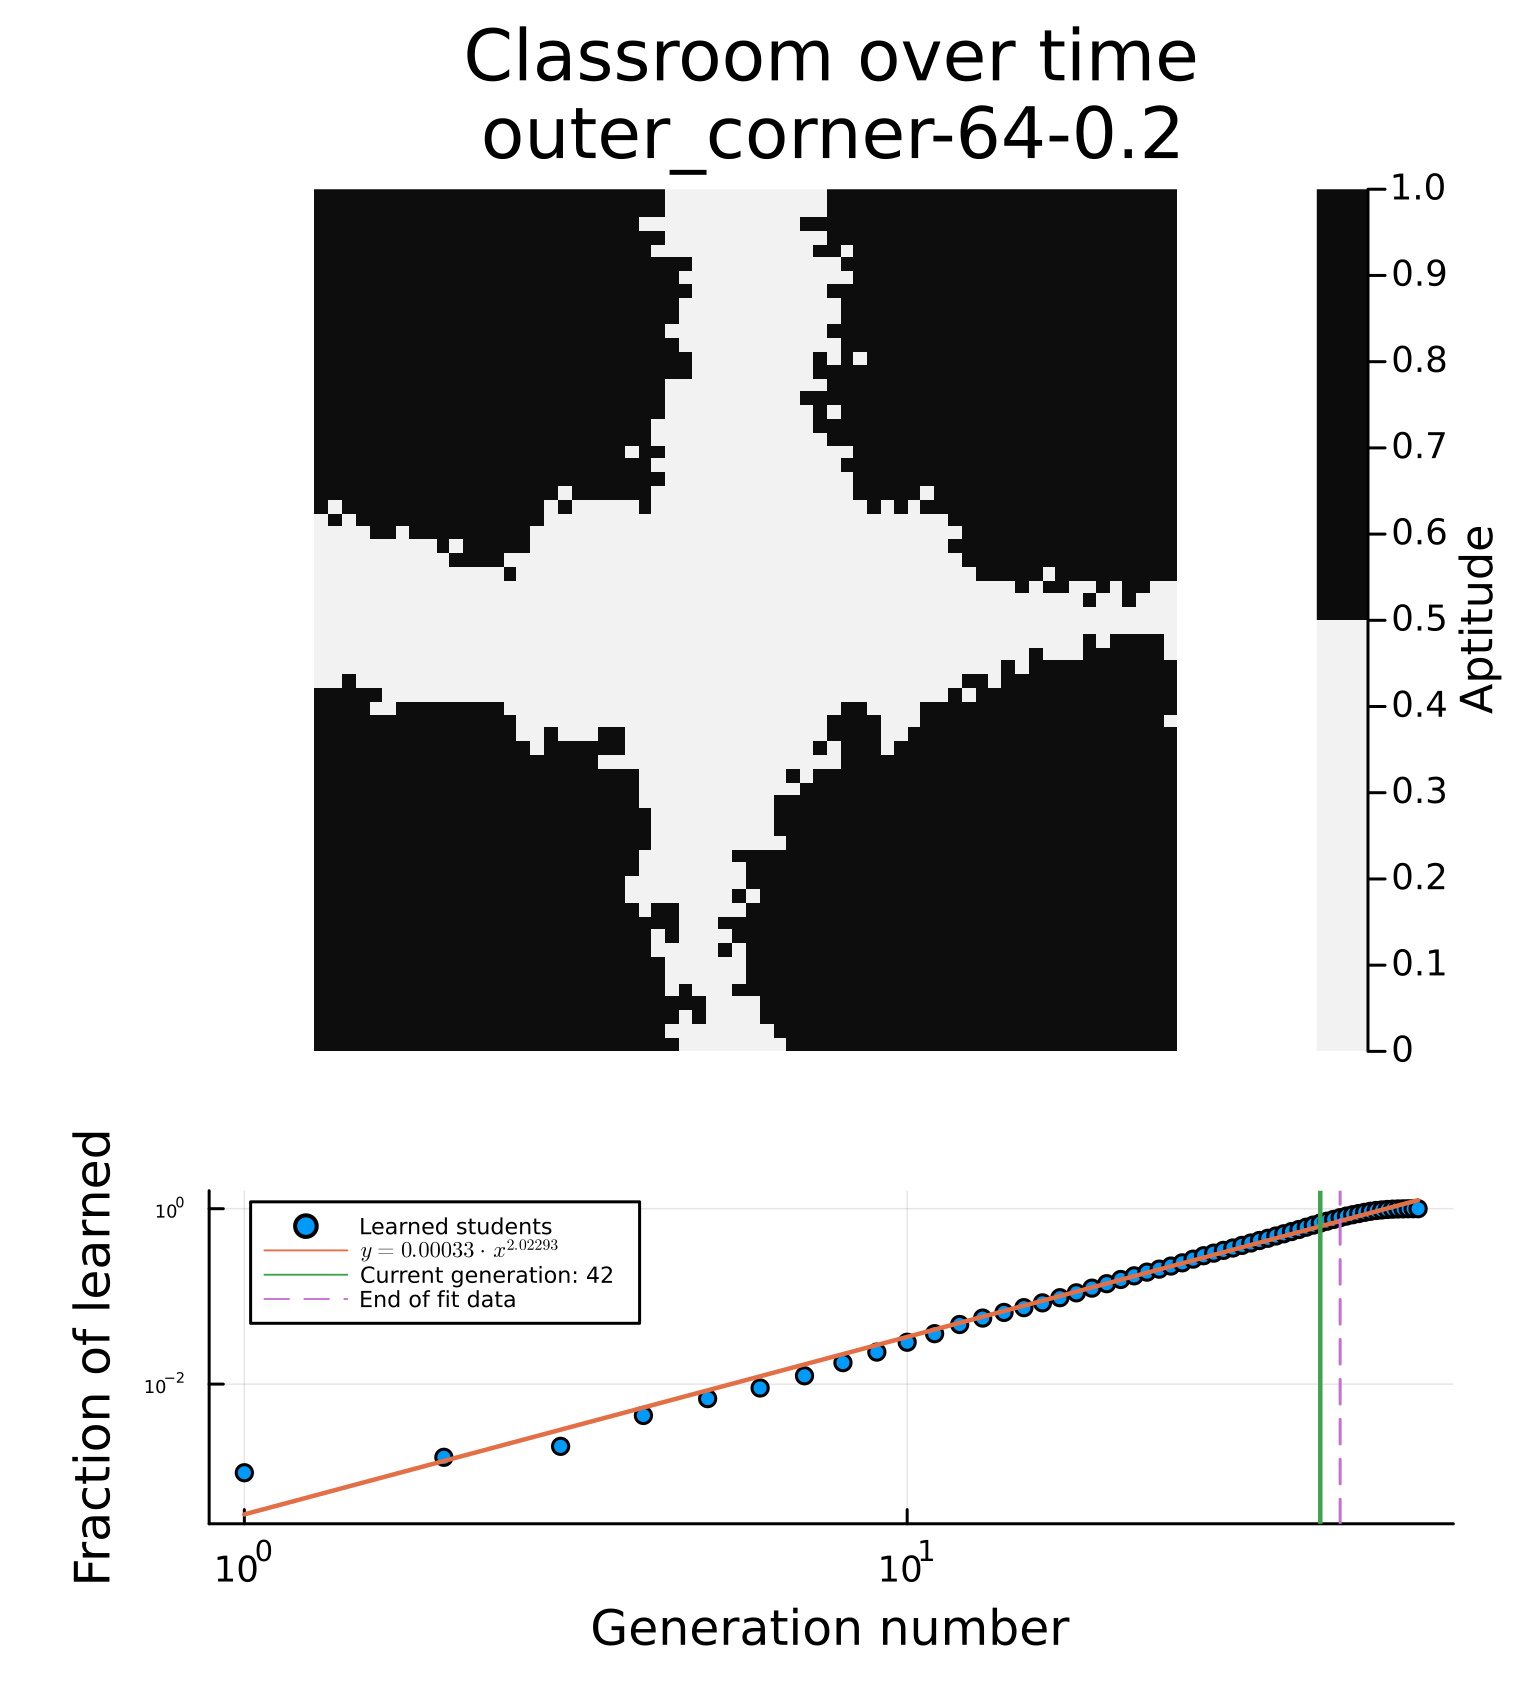 Classroom over time
outer_corner-64-0.2
1.0
0.9
0.8
0.7
0.6
0.5
0.4
0.3
0.2
0.1
0
Aptitude
Fraction of learned
10^0
10^-2
Learned students
y = 0.00033 · x^2.02293
Current generation: 42
End of fit data
10^0
10^1
Generation number